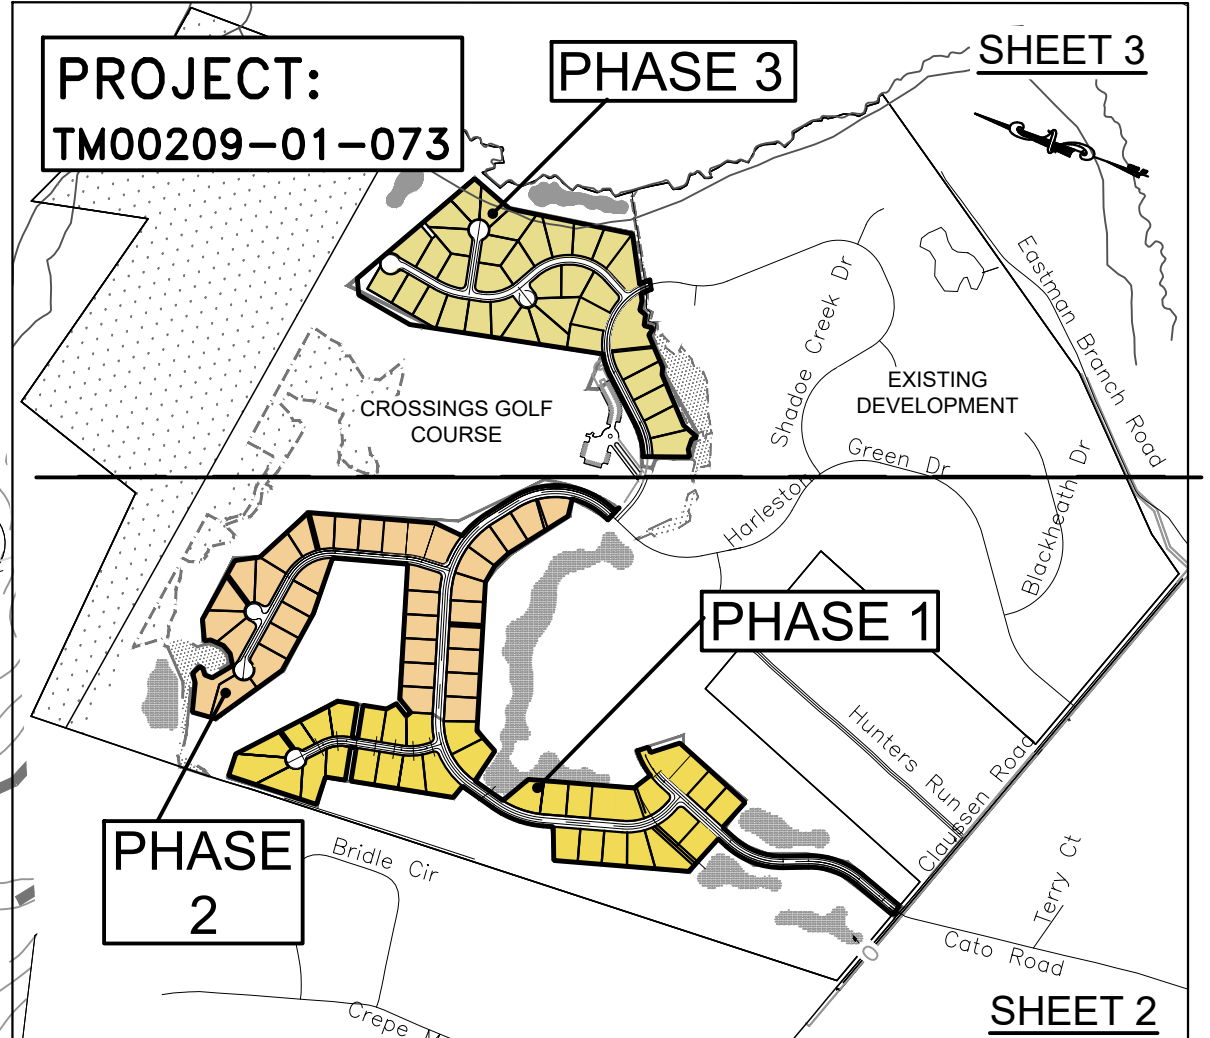 PROJECT:
TM00209-01-073
PHASE 3
SHEET 3
CROSSINGS GOLF
COURSE
EXISTING
DEVELOPMENT
Shadoe Creek Dr
Eastman Branch Road
Harleston
Green Dr
Blackheath Dr
PHASE 1
Hunters Run
Claussen Road
PHASE
2
Bridle Cir
Terry Ct
Cato Road
Crepe
SHEET 2